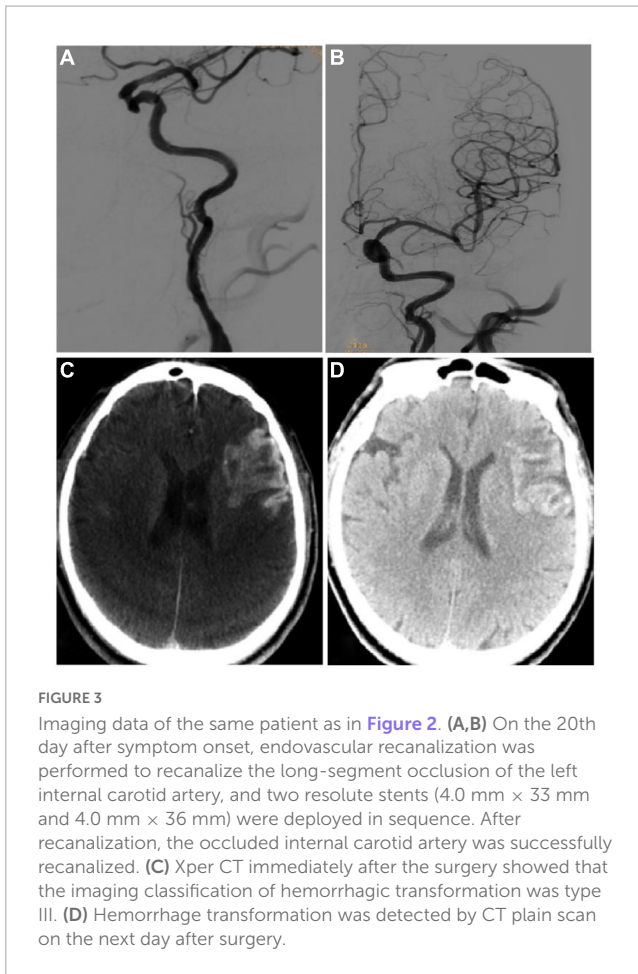 A
B
C
D
FIGURE 3
Imaging data of the same patient as in Figure 2. (A,B) On the 20th
day after symptom onset, endovascular recanalization was
performed to recanalize the long-segment occlusion of the left
internal carotid artery, and two resolute stents (4.0 mm × 33 mm
and 4.0 mm × 36 mm) were deployed in sequence. After
recanalization, the occluded internal carotid artery was successfully
recanalized. (C) Xper CT immediately after the surgery showed that
the imaging classification of hemorrhagic transformation was type
III. (D) Hemorrhage transformation was detected by CT plain scan
on the next day after surgery.